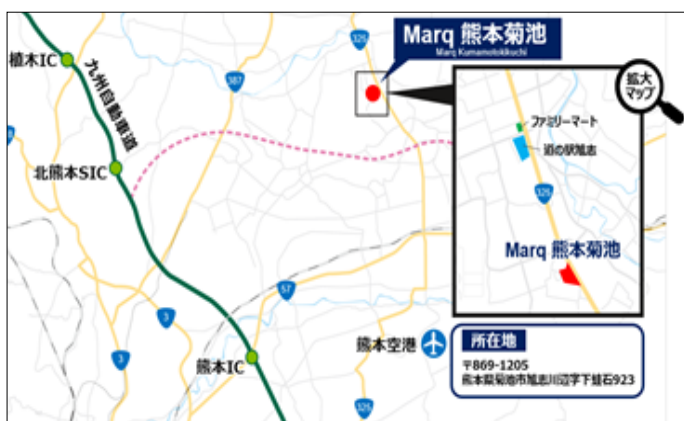 Marq 熊本菊池
Marq Kumamotokikuchi
325
植木IC
九州自動車道
387
拡大
マップ
ファミリーマート
道の駅旭志
325
北熊本SIC
Marq 熊本菊池
57
3
3
3
熊本IC
熊本空港
325
所在地
〒869-1205
熊本県菊池市旭志川辺字下蛙石923